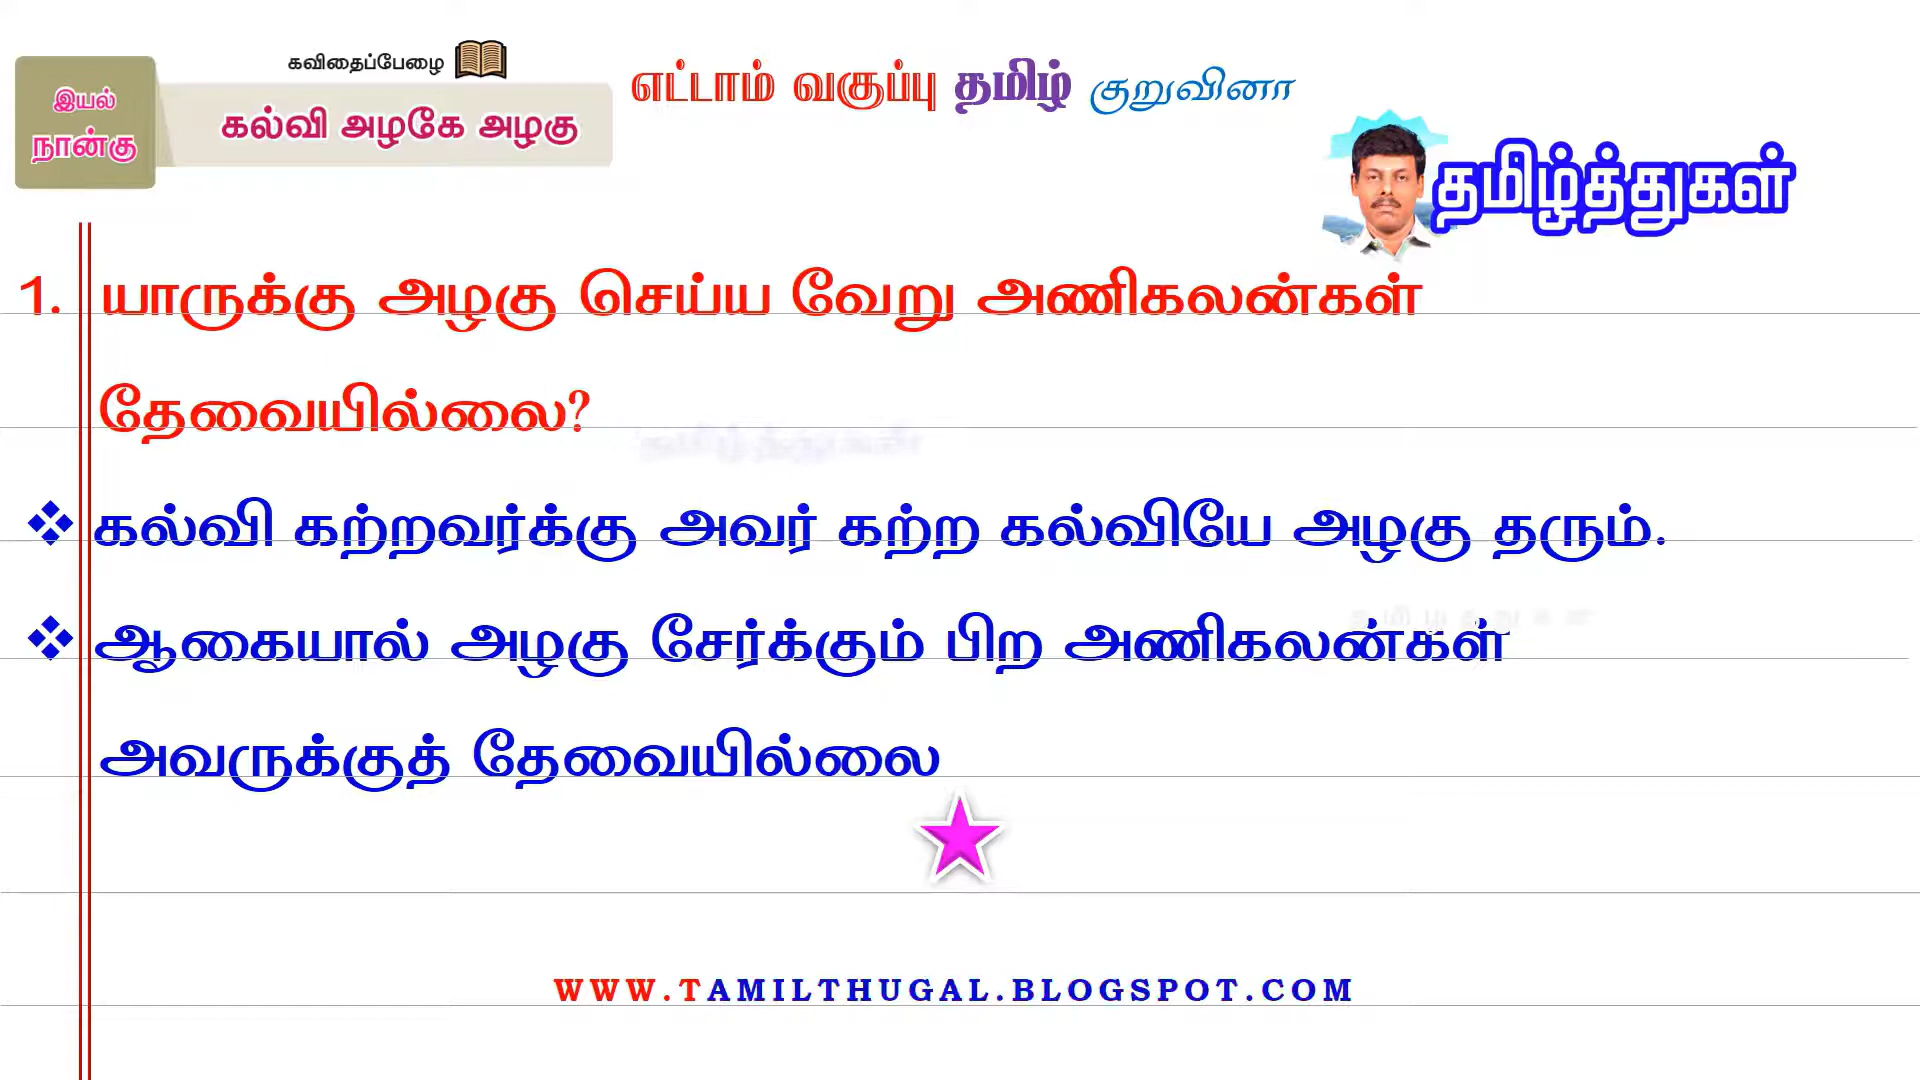 கவிதைப்பேழை
இயல்
நான்கு
கல்வி அழகே அழகு
எட்டாம் வகுப்பு தமிழ் குறுவினா
தமிழ்த்துகள்
1. யாருக்கு அழகு செய்ய வேறு அணிகலன்கள்
தேவையில்லை?
❖ கல்வி கற்றவர்க்கு அவர் கற்ற கல்வியே அழகு தரும்.
❖ ஆகையால் அழகு சேர்க்கும் பிற அணிகலன்கள்
அவருக்குத் தேவையில்லை
WWW.TAMILTHUGAL.BLOGSPOT.COM